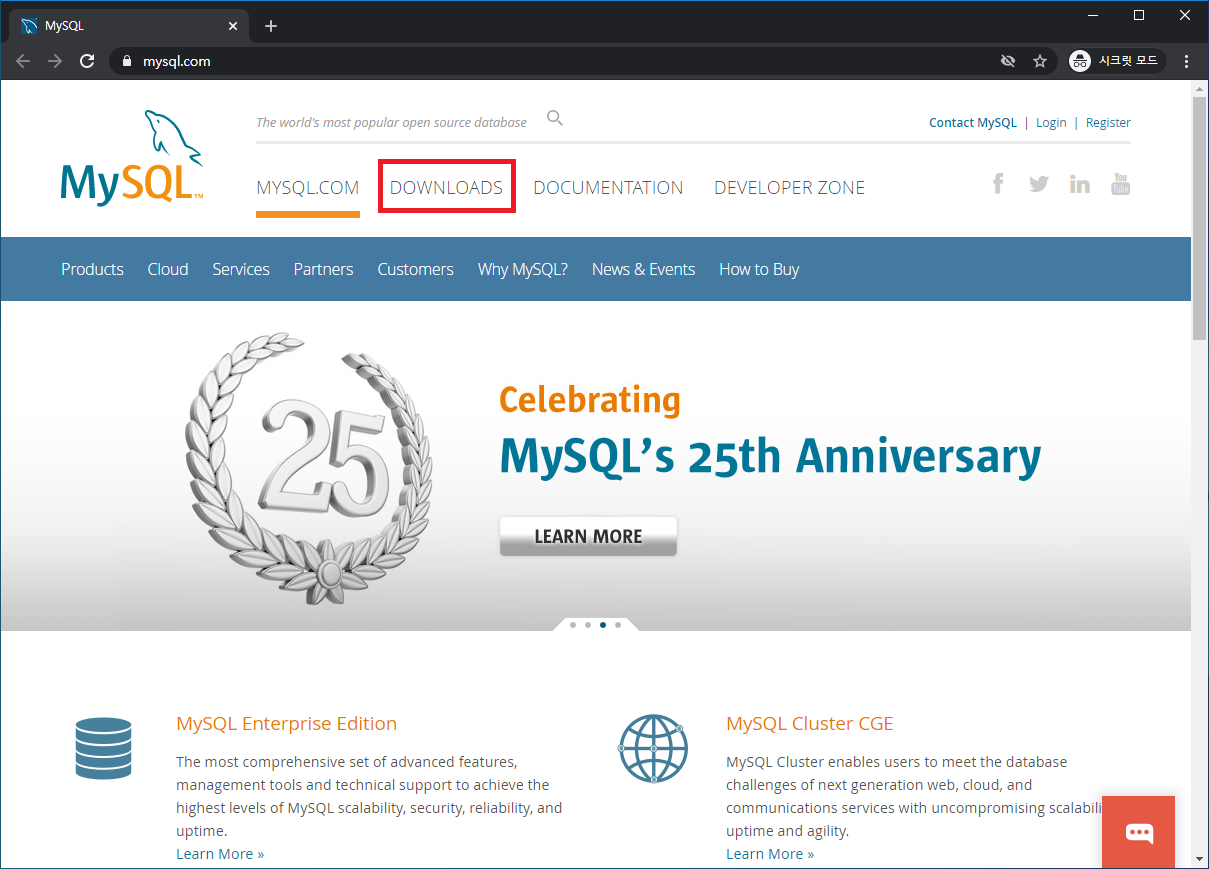 MySQL
mysql.com
시크릿 모드
MySQL™
The world's most popular open source database
Contact MySQL | Login | Register
MYSQL.COM DOWNLOADS DOCUMENTATION DEVELOPER ZONE
You Tube
Products Cloud Services Partners Customers Why MySQL? News & Events How to Buy
25
Celebrating
MySQL's 25th Anniversary
LEARN MORE
MySQL Enterprise Edition
The most comprehensive set of advanced features,
management tools and technical support to achieve the
highest levels of MySQL scalability, security, reliability, and
uptime.
Learn More »
MySQL Cluster CGE
MySQL Cluster enables users to meet the database
challenges of next generation web, cloud, and
communications services with uncompromising scalabili
uptime and agility.
Learn More »